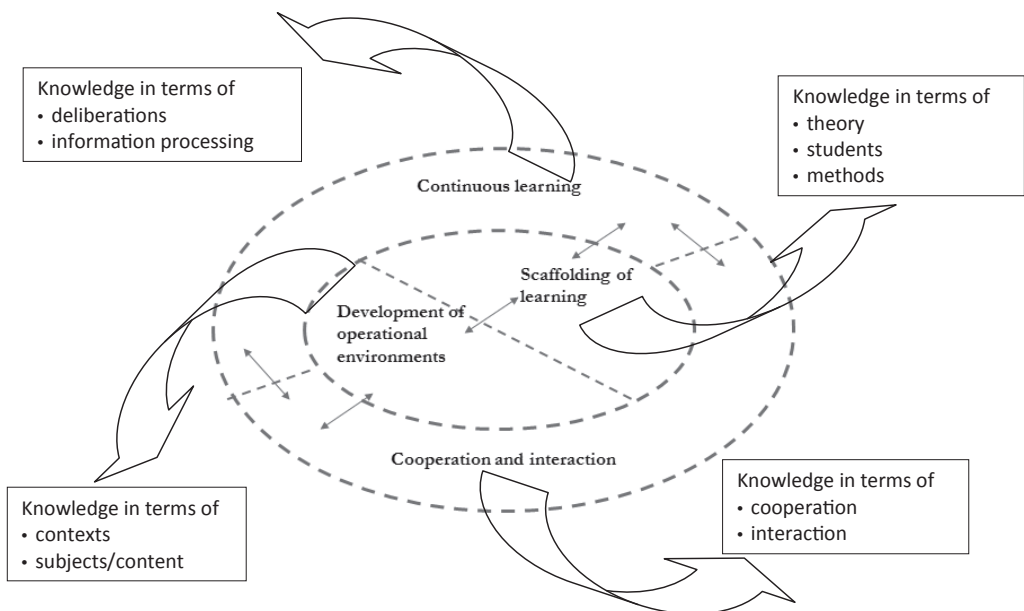 Knowledge in terms of
• deliberations
• information processing
Knowledge in terms of
• theory
• students
• methods
Continuous learning
Scaffolding of
learning
Development of
operational
environments
Cooperation and interaction
Knowledge in terms of
• contexts
• subjects/content
Knowledge in terms of
• cooperation
• interaction